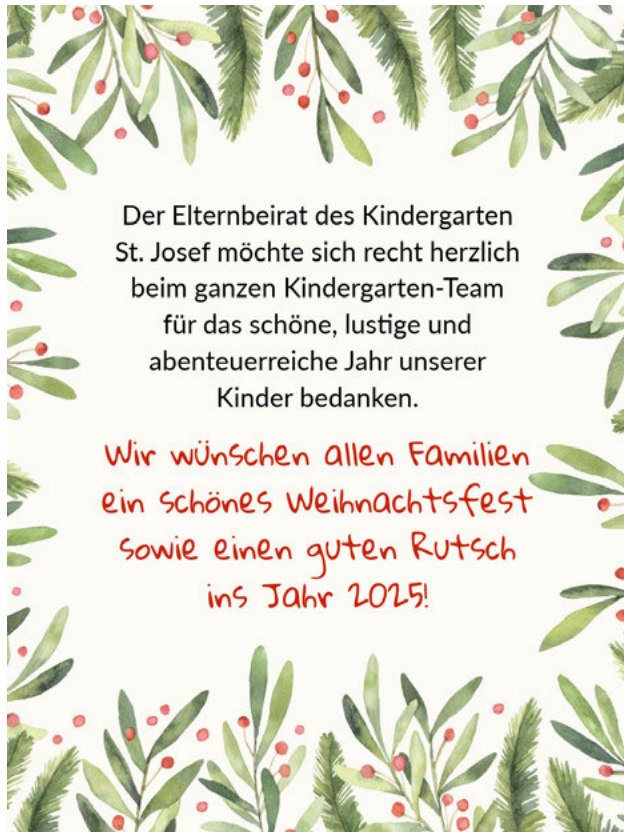 Der Elternbeirat des Kindergarten
St. Josef möchte sich recht herzlich
beim ganzen Kindergarten-Team
für das schöne, lustige und
abenteuerreiche Jahr unserer
Kinder bedanken.
Wir wünschen allen Familien
ein schönes Weihnachtsfest
sowie einen guten Rutsch
ins Jahr 2025!